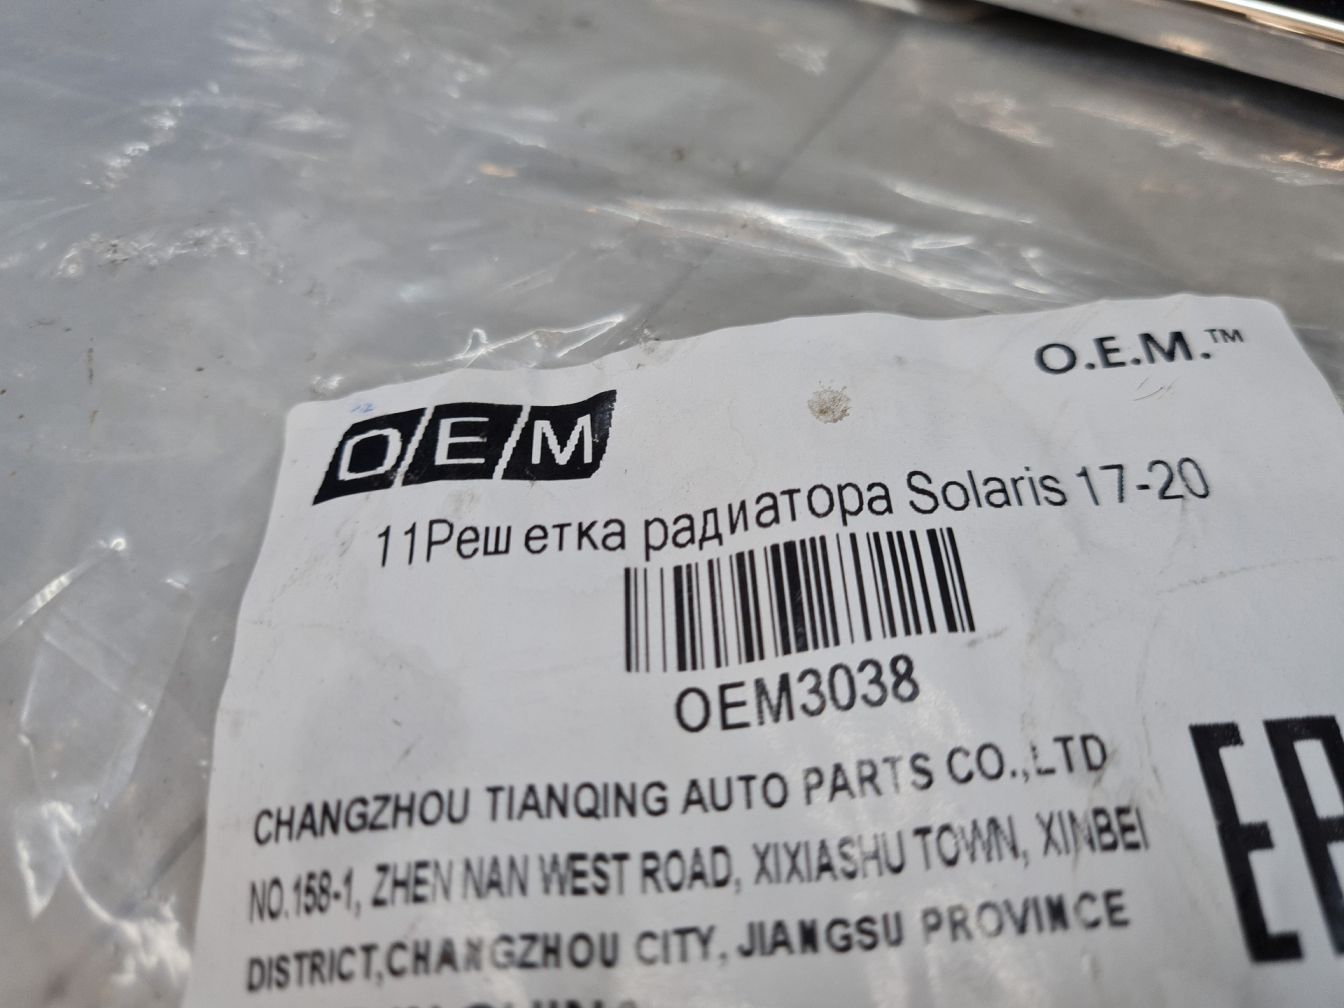 O.E.M.™
OEM
11Реш етка радиатора Solaris 17-20
OEM3038
CHANGZHOU TIANQING AUTO PARTS CO.,LTD
NO.158-1, ZHEN NAN WEST ROAD, XIXIASHU TOWN, XINBEI
DISTRICT,CHANGZHOU CITY, JIANGSU PROVINCE